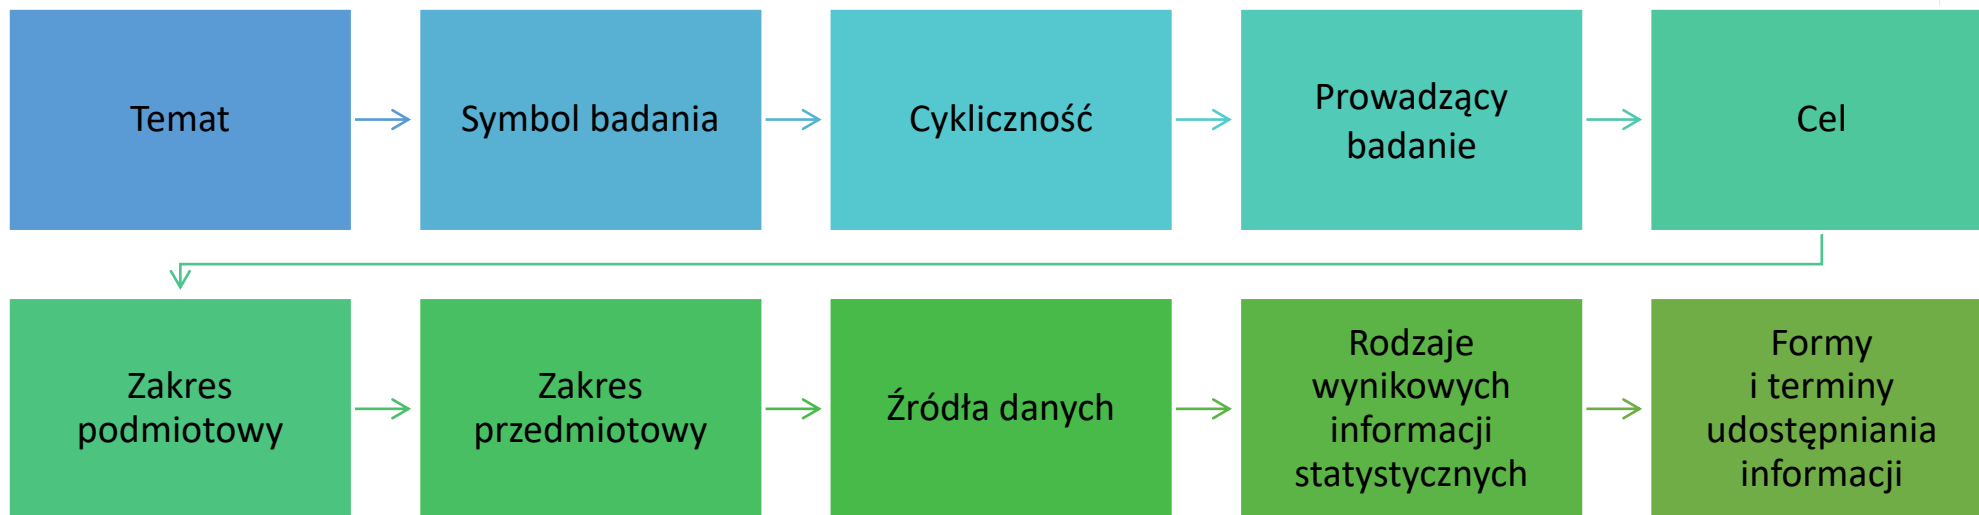 Temat
Symbol badania
Cykliczność
Prowadzący
badanie
Cel
Zakres
podmiotowy
Zakres
przedmiotowy
Źródła danych
Rodzaje
wynikowych
informacji
statystycznych
Formy
i terminy
udostępniania
informacji